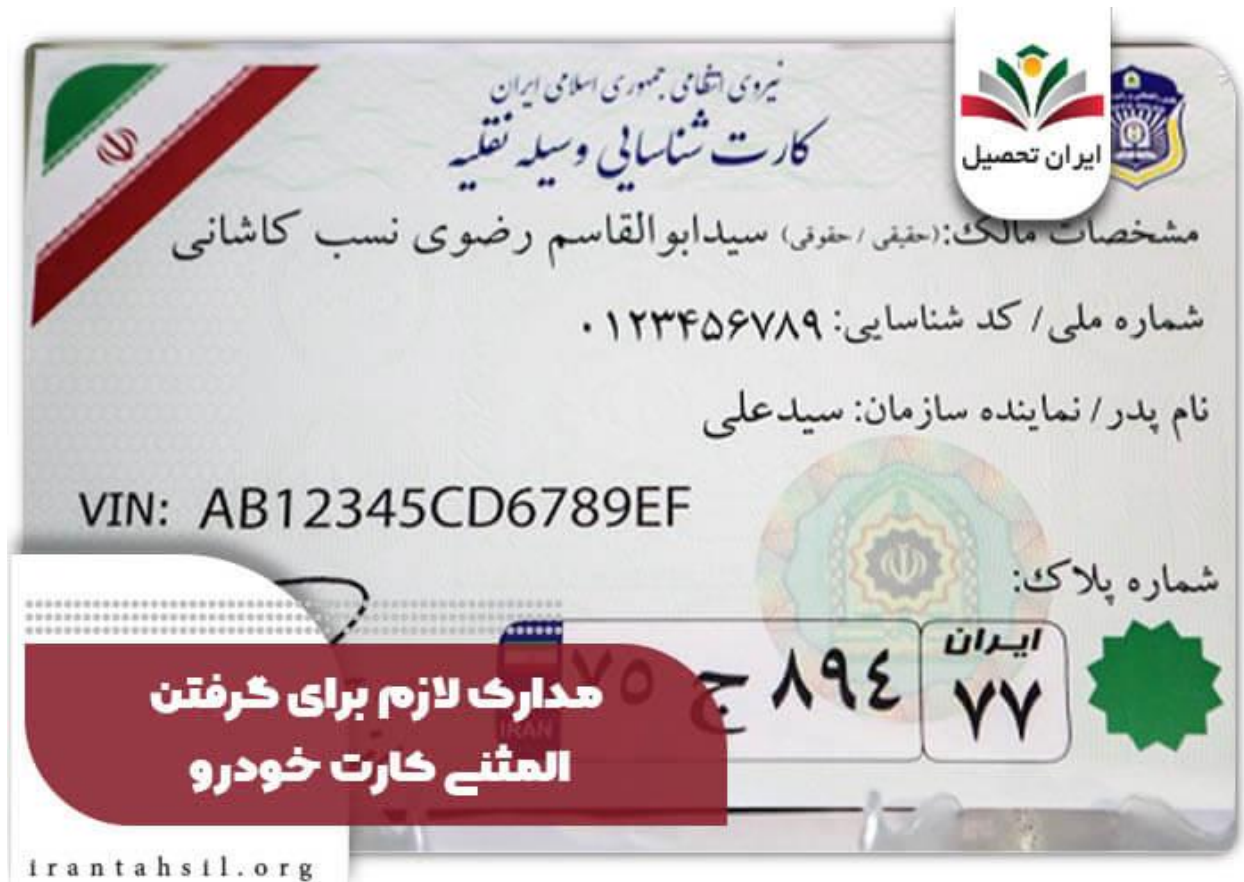 نیروی انتظامی جمهوری اسلامی ایران
کارت شناسایی وسیله نقلیه
ایران تحصیل
مشخصات مالک:(حقیقی / حقوقی) سیدابوالقاسم رضوی نسب کاشانی
شماره ملی / کد شناسایی: ۰۱۲۳۴۵۶۷۸۹
نام پدر / نماینده سازمان: سیدعلی
VIN: AB12345CD6789EF
شماره پلاک:
ایران
۷۷
۷۵ ج ۸۹٤
IRAN
مدارک لازم برای گرفتن
المثنی کارت خودرو
irantahsil.org